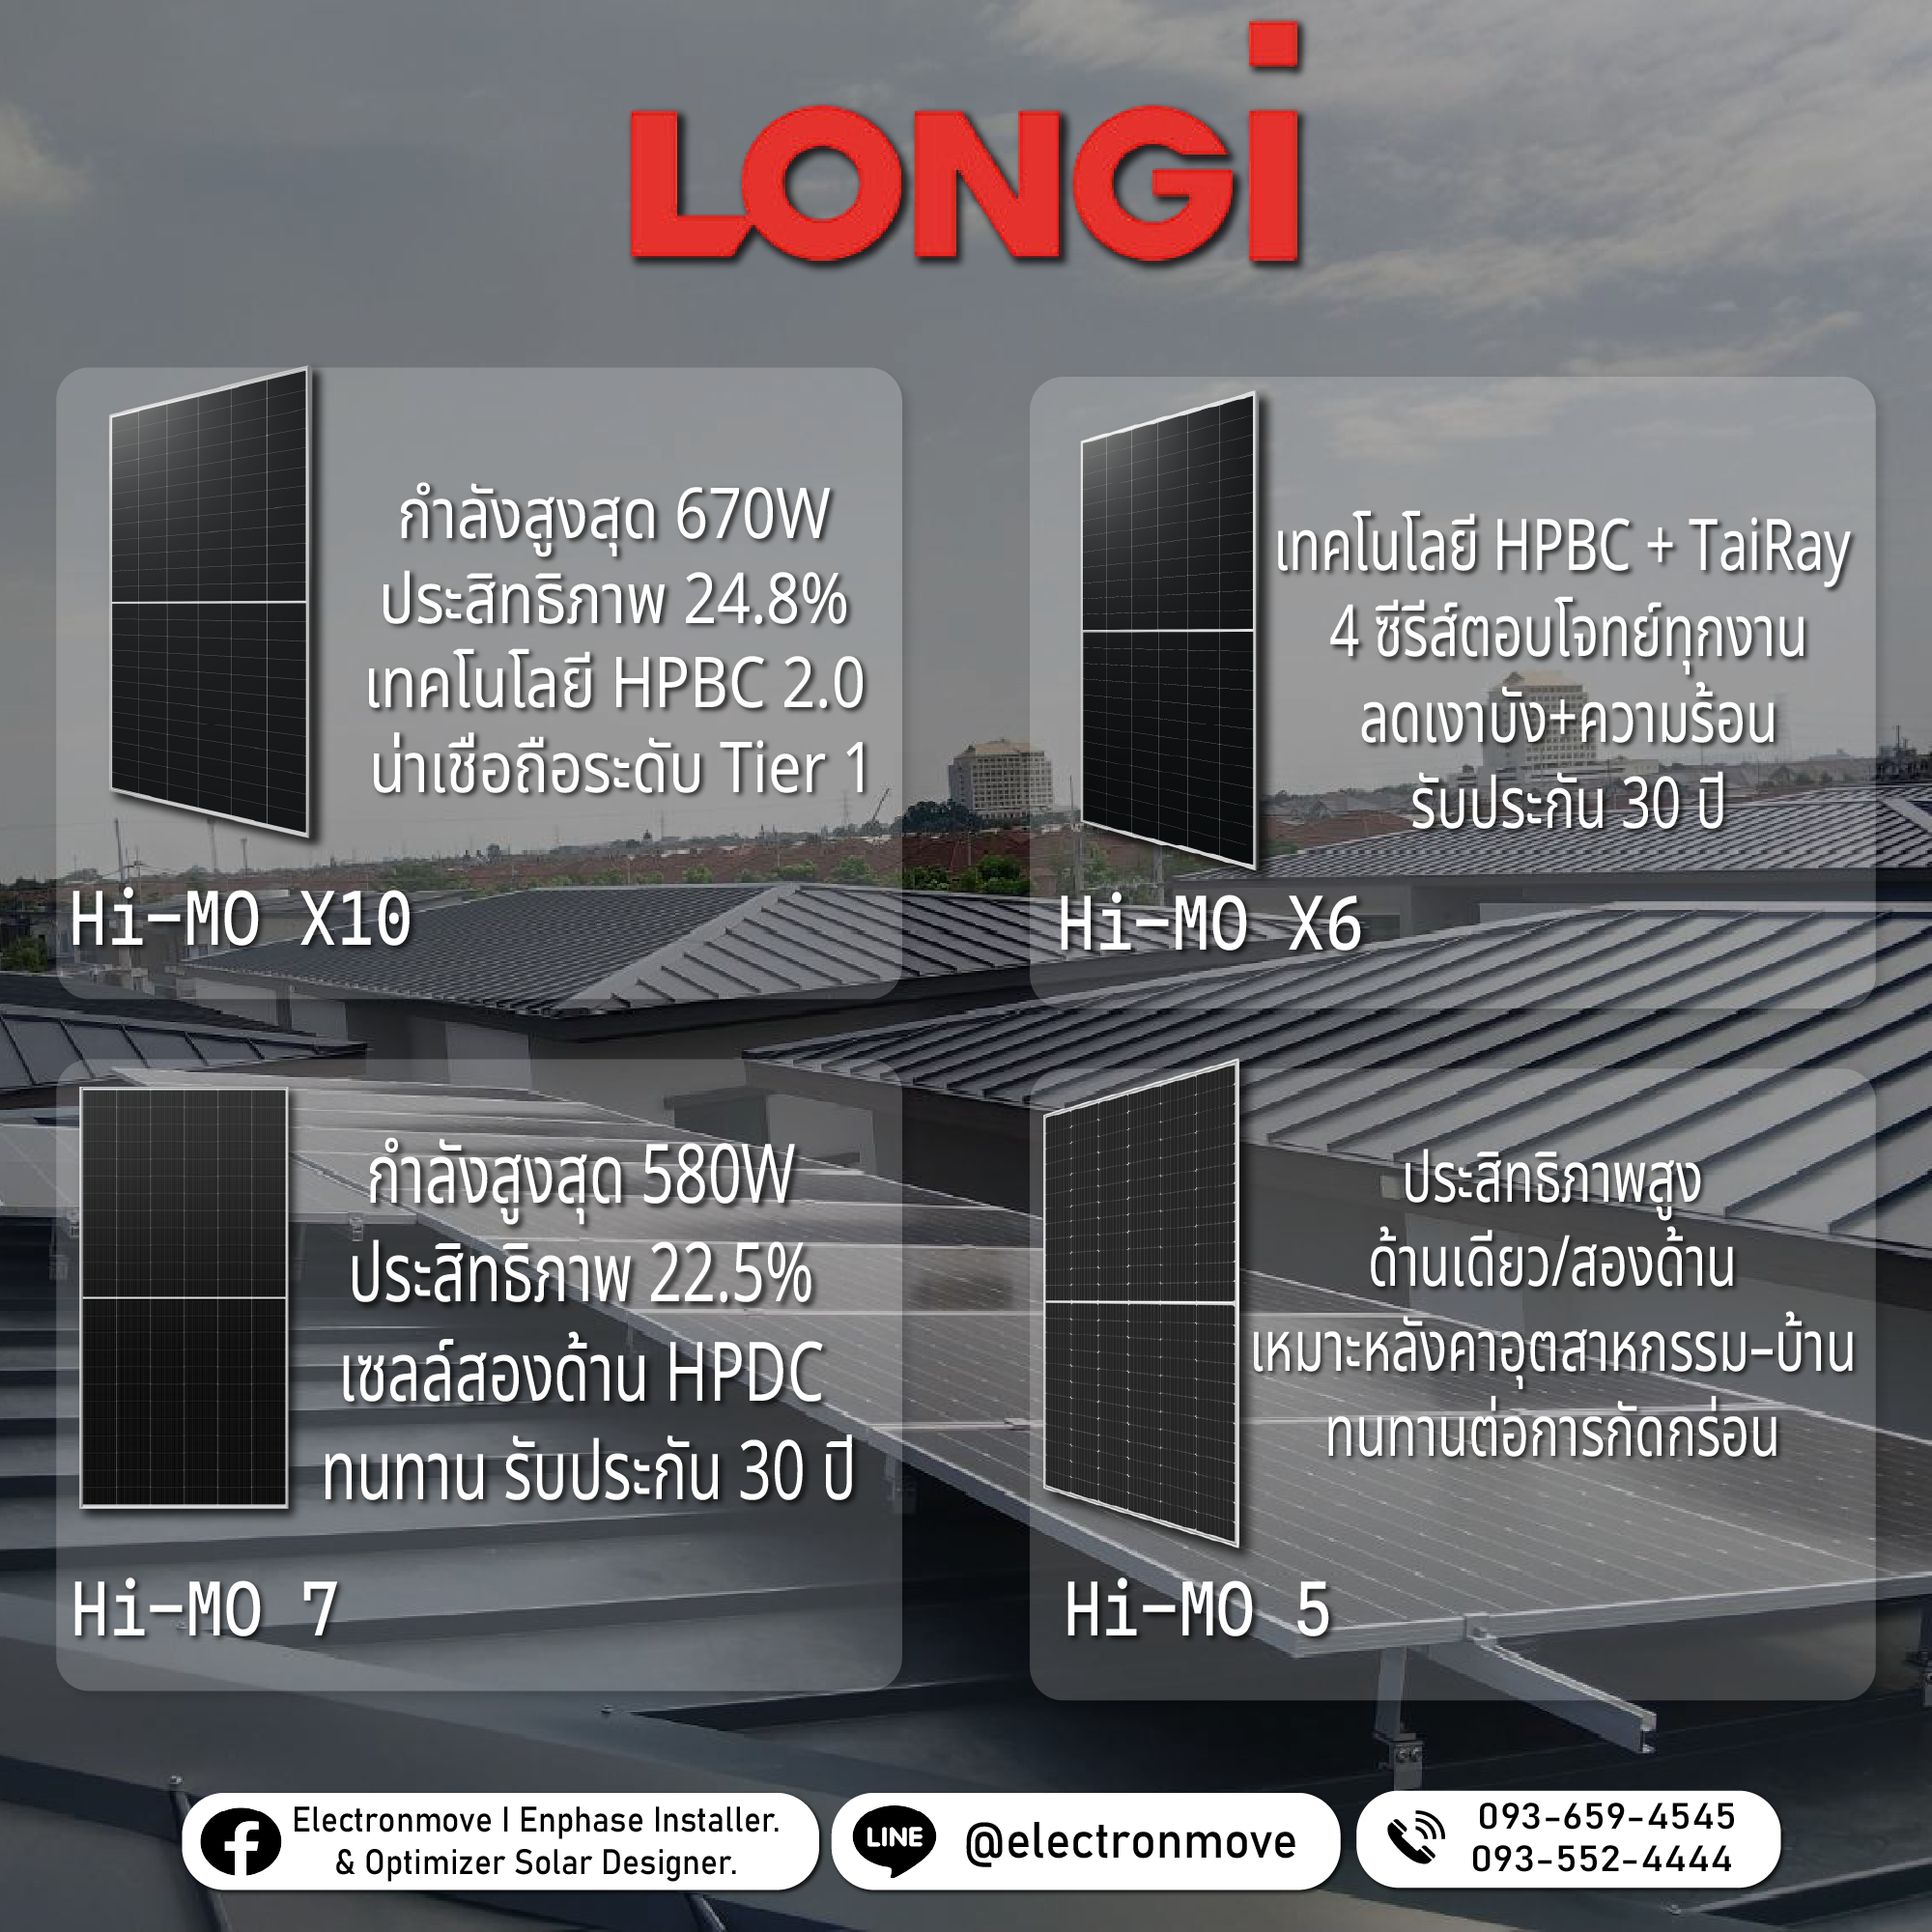 LONGi
กำลังสูงสุด 670W
ประสิทธิภาพ 24.8%
เทคโนโลยี HPBC 2.0
น่าเชื่อถือระดับ Tier 1
Hi-MO X10
เทคโนโลยี HPBC + TaiRay
4 ซีรีส์ตอบโจทย์ทุกงาน
ลดเงาบัง+ความร้อน
รับประกัน 30 ปี
Hi-MO X6
กำลังสูงสุด 580W
ประสิทธิภาพ 22.5%
เซลล์สองด้าน HPDC
ทนทาน รับประกัน 30 ปี
Hi-MO 7
ประสิทธิภาพสูง
ด้านเดียว/สองด้าน
เหมาะหลังคาอุตสาหกรรม-บ้าน
ทนทานต่อการกัดกร่อน
Hi-MO 5
Electronmove I Enphase Installer.
& Optimizer Solar Designer.
LINE
@electronmove
093-659-4545
093-552-4444